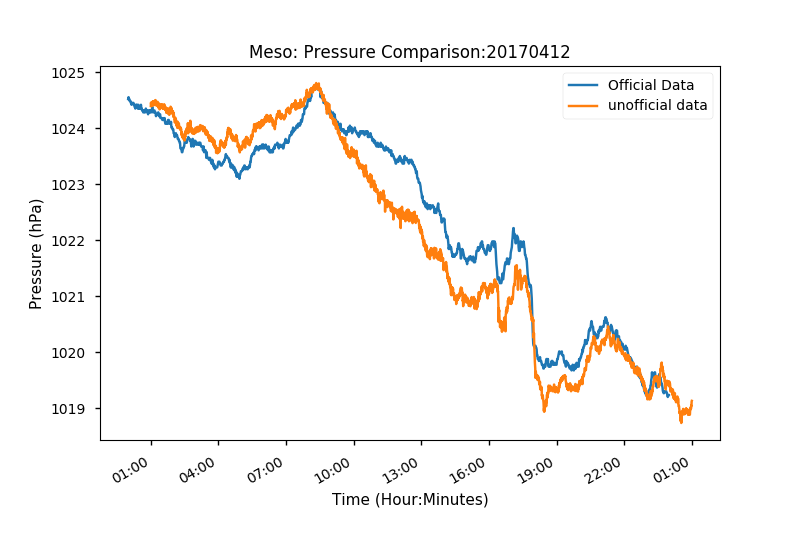 Meso: Pressure Comparison:20170412
Official Data
unofficial data
1025
1024
1023
1022
1021
1020
1019
Pressure (hPa)
01:00 04:00 07:00 10:00 13:00 16:00 19:00 22:00 01:00
Time (Hour:Minutes)